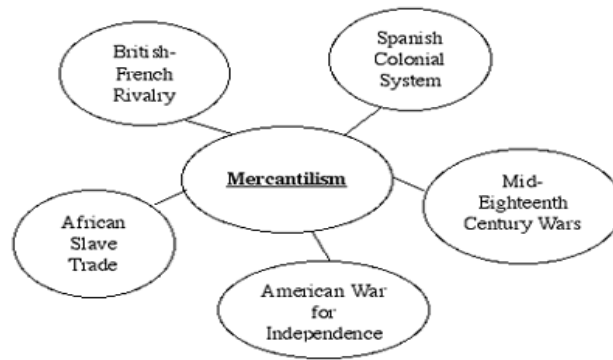 British-
French
Rivalry
Spanish
Colonial
System
Mercantilism
Mid-
Eighteenth
Century Wars
African
Slave
Trade
American War
for
Independence